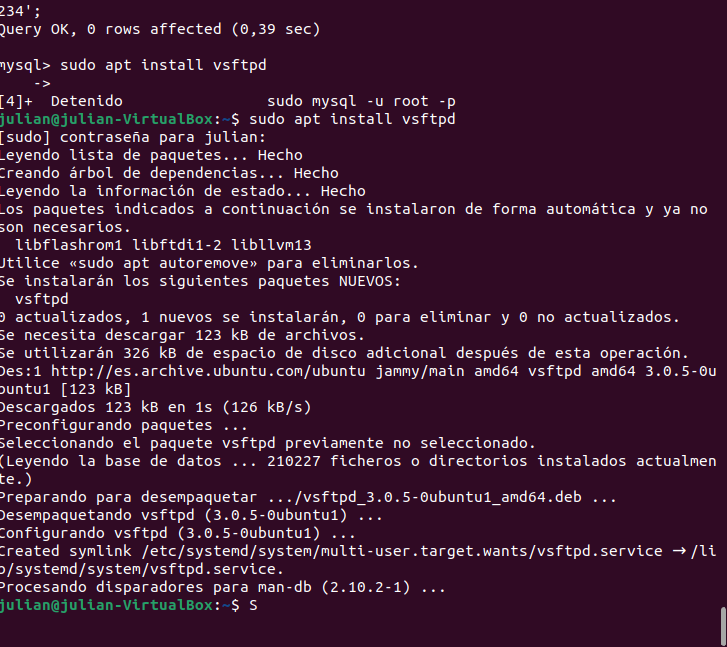 234';
Query OK, 0 rows affected (0,39 sec)
mysql> sudo apt install vsftpd
    ->
[4]+  Detenido                sudo mysql -u root -p
julian@julian-VirtualBox:~$ sudo apt install vsftpd
[sudo] contraseña para julian:
Leyendo lista de paquetes... Hecho
Creando árbol de dependencias... Hecho
Leyendo la información de estado... Hecho
Los paquetes indicados a continuación se instalaron de forma automática y ya no
son necesarios.
  libflashrom1 libftdi1-2 libllvm13
Utilice «sudo apt autoremove» para eliminarlos.
Se instalarán los siguientes paquetes NUEVOS:
  vsftpd
0 actualizados, 1 nuevos se instalarán, 0 para eliminar y 0 no actualizados.
Se necesita descargar 123 kB de archivos.
Se utilizarán 326 kB de espacio de disco adicional después de esta operación.
Des:1 http://es.archive.ubuntu.com/ubuntu jammy/main amd64 vsftpd amd64 3.0.5-0u
buntu1 [123 kB]
Descargados 123 kB en 1s (126 kB/s)
Preconfigurando paquetes ...
Seleccionando el paquete vsftpd previamente no seleccionado.
(Leyendo la base de datos ... 210227 ficheros o directorios instalados actualmen
te.)
Preparando para desempaquetar .../vsftpd_3.0.5-0ubuntu1_amd64.deb ...
Desempaquetando vsftpd (3.0.5-0ubuntu1) ...
Configurando vsftpd (3.0.5-0ubuntu1) ...
Created symlink /etc/systemd/system/multi-user.target.wants/vsftpd.service → /li
b/systemd/system/vsftpd.service.
Procesando disparadores para man-db (2.10.2-1) ...
julian@julian-VirtualBox:~$ S